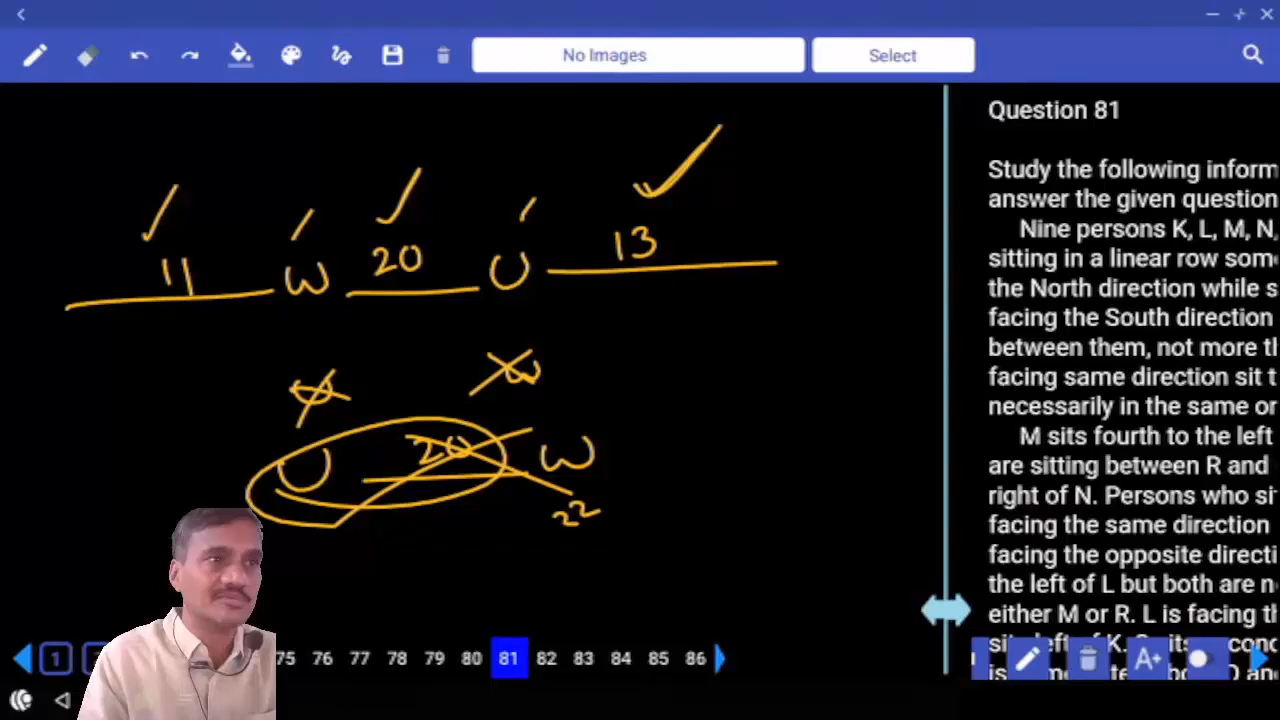 No Images Select
11 W 20 U 13
W
U 20 W
22
Question 81
Study the following inform
answer the given question
Nine persons K, L, M, N,
sitting in a linear row som
the North direction while s
facing the South direction
between them, not more th
facing same direction sit t
necessarily in the same or
M sits fourth to the left
are sitting between R and
right of N. Persons who si
facing the same direction
facing the opposite directi
the left of L but both are n
either M or R. L is facing th
1 75 76 77 78 79 80 81 82 83 84 85 86
A+